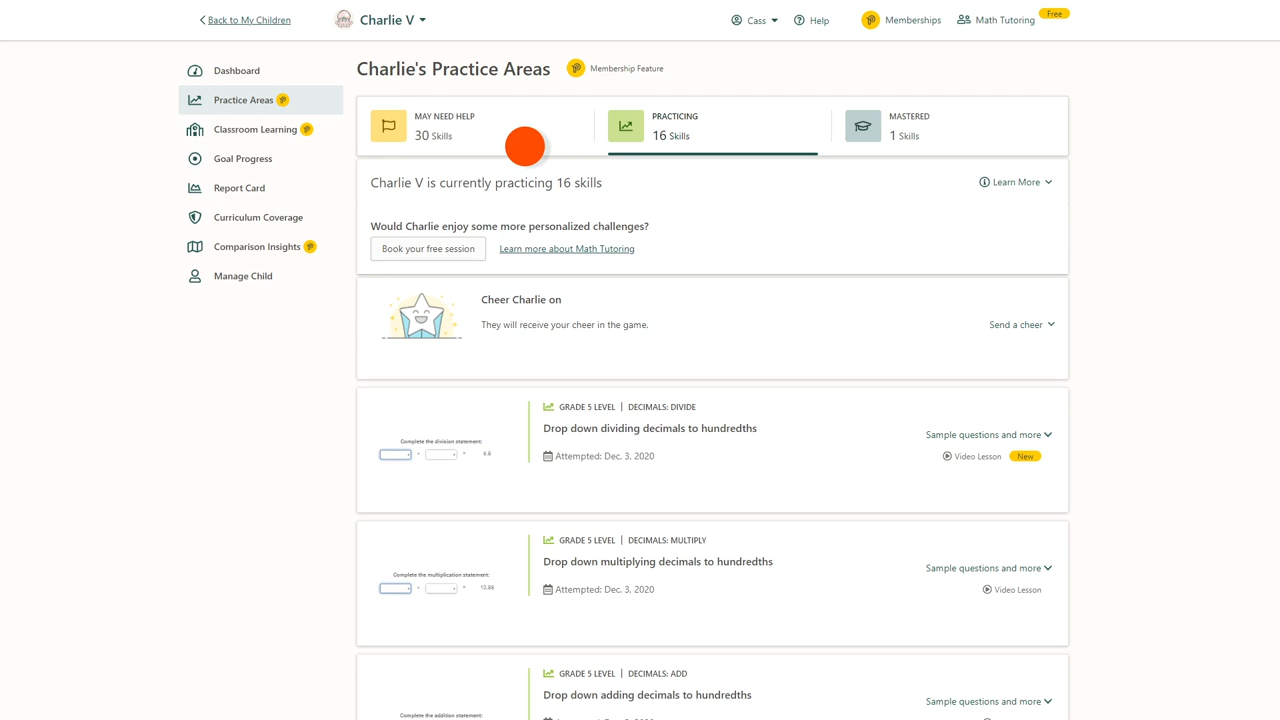 Back to My Children
Charlie V
Cass
Help
Memberships
Math Tutoring
Free
Dashboard
Practice Areas
Classroom Learning
Goal Progress
Report Card
Curriculum Coverage
Comparison Insights
Manage Child
Charlie's Practice Areas
Membership Feature
MAY NEED HELP
30 Skills
PRACTICING
16 Skills
MASTERED
1 Skills
Charlie V is currently practicing 16 skills
Learn More
Would Charlie enjoy some more personalized challenges?
Book your free session
Learn more about Math Tutoring
Cheer Charlie on
They will receive your cheer in the game.
Send a cheer
GRADE 5 LEVEL | DECIMALS: DIVIDE
Drop down dividing decimals to hundredths
Attempted: Dec. 3, 2020
Complete the division statement:
Sample questions and more
Video Lesson
New
GRADE 5 LEVEL | DECIMALS: MULTIPLY
Drop down multiplying decimals to hundredths
Attempted: Dec. 3, 2020
Complete the multiplication statement:
Sample questions and more
Video Lesson
GRADE 5 LEVEL | DECIMALS: ADD
Drop down adding decimals to hundredths
Complete the addition statement:
Sample questions and more